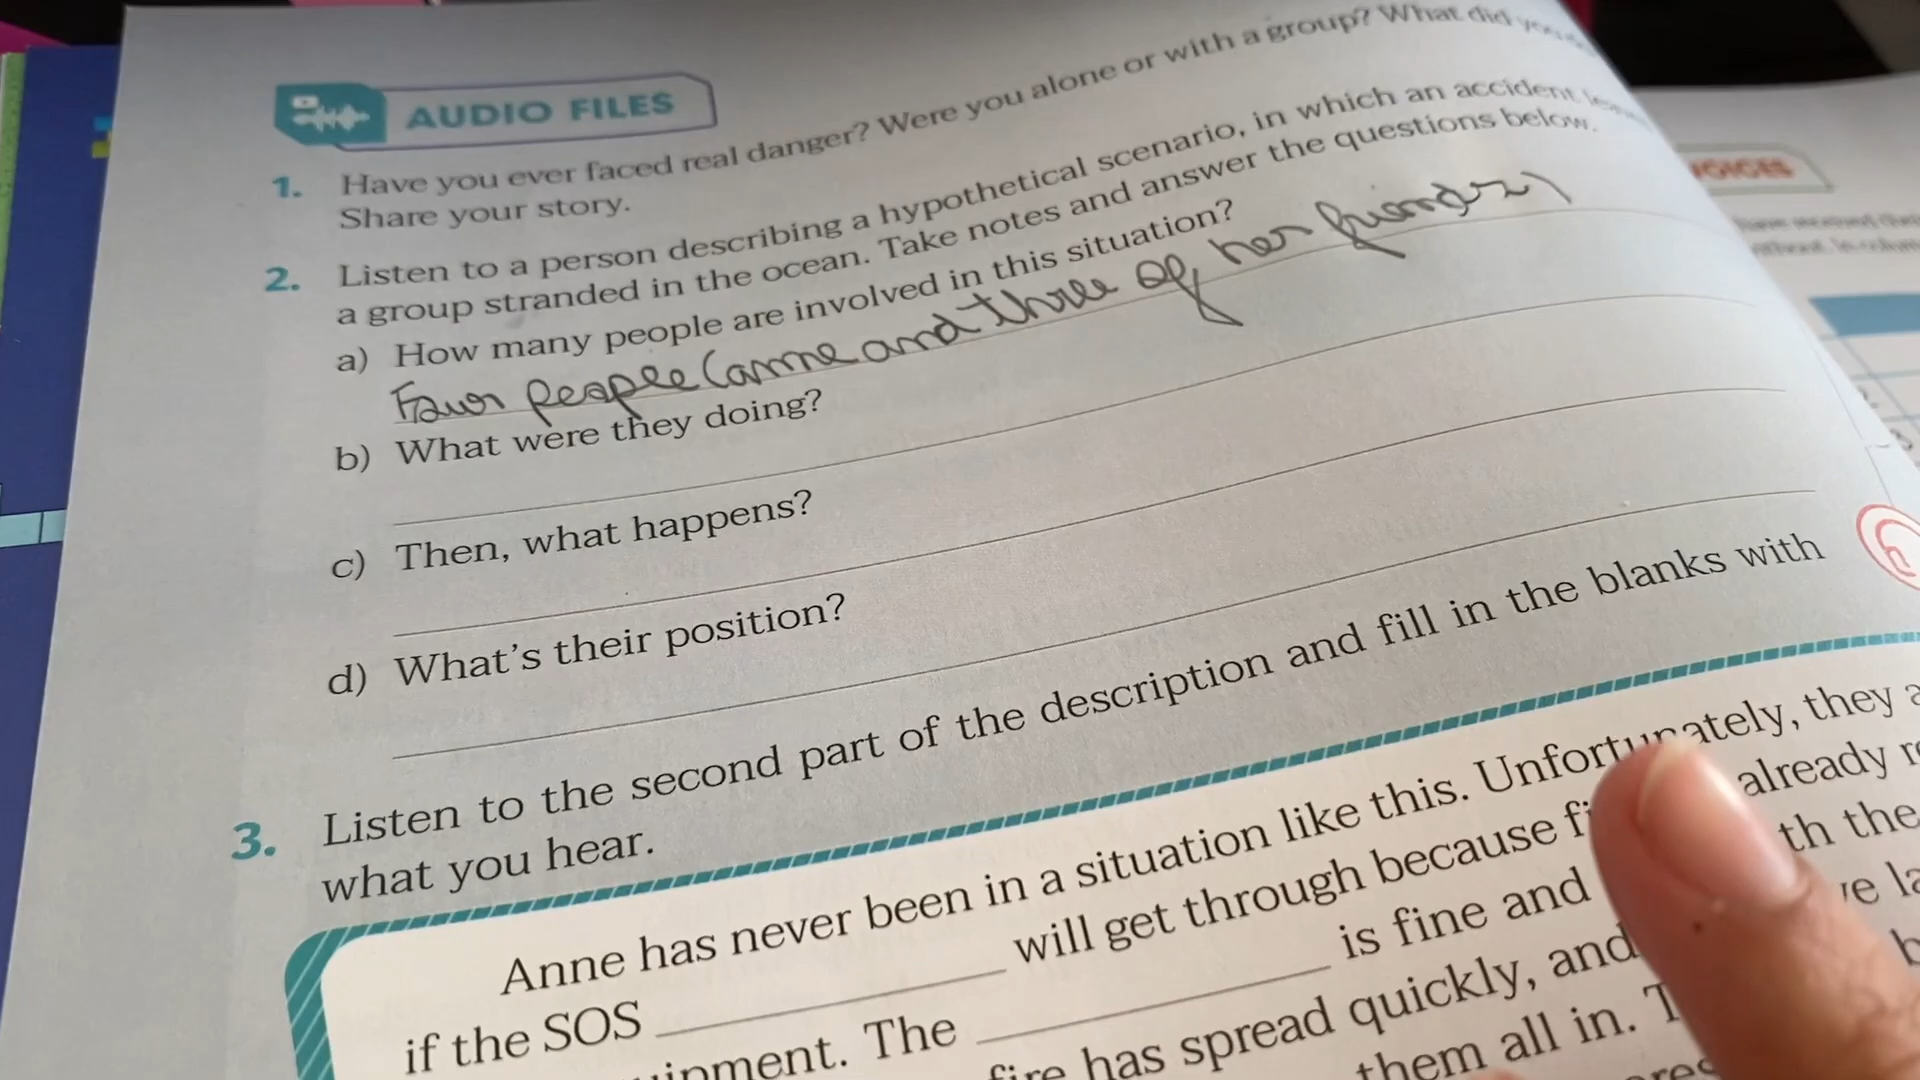 AUDIO FILES
1. Have you ever faced real danger? Were you alone or with a group? What did
Share your story.
2. Listen to a person describing a hypothetical scenario, in which an accident
a group stranded in the ocean. Take notes and answer the questions below.
a) How many people are involved in this situation?
Four people (anne and three of her friends)
b) What were they doing?
c) Then, what happens?
d) What's their position?
3. Listen to the second part of the description and fill in the blanks with
what you hear.
Anne has never been in a situation like this. Unfortunately, they
if the SOS ____ will get through because already
The ____ is fine and th the
fire has spread quickly, and
them all in.
VOICES